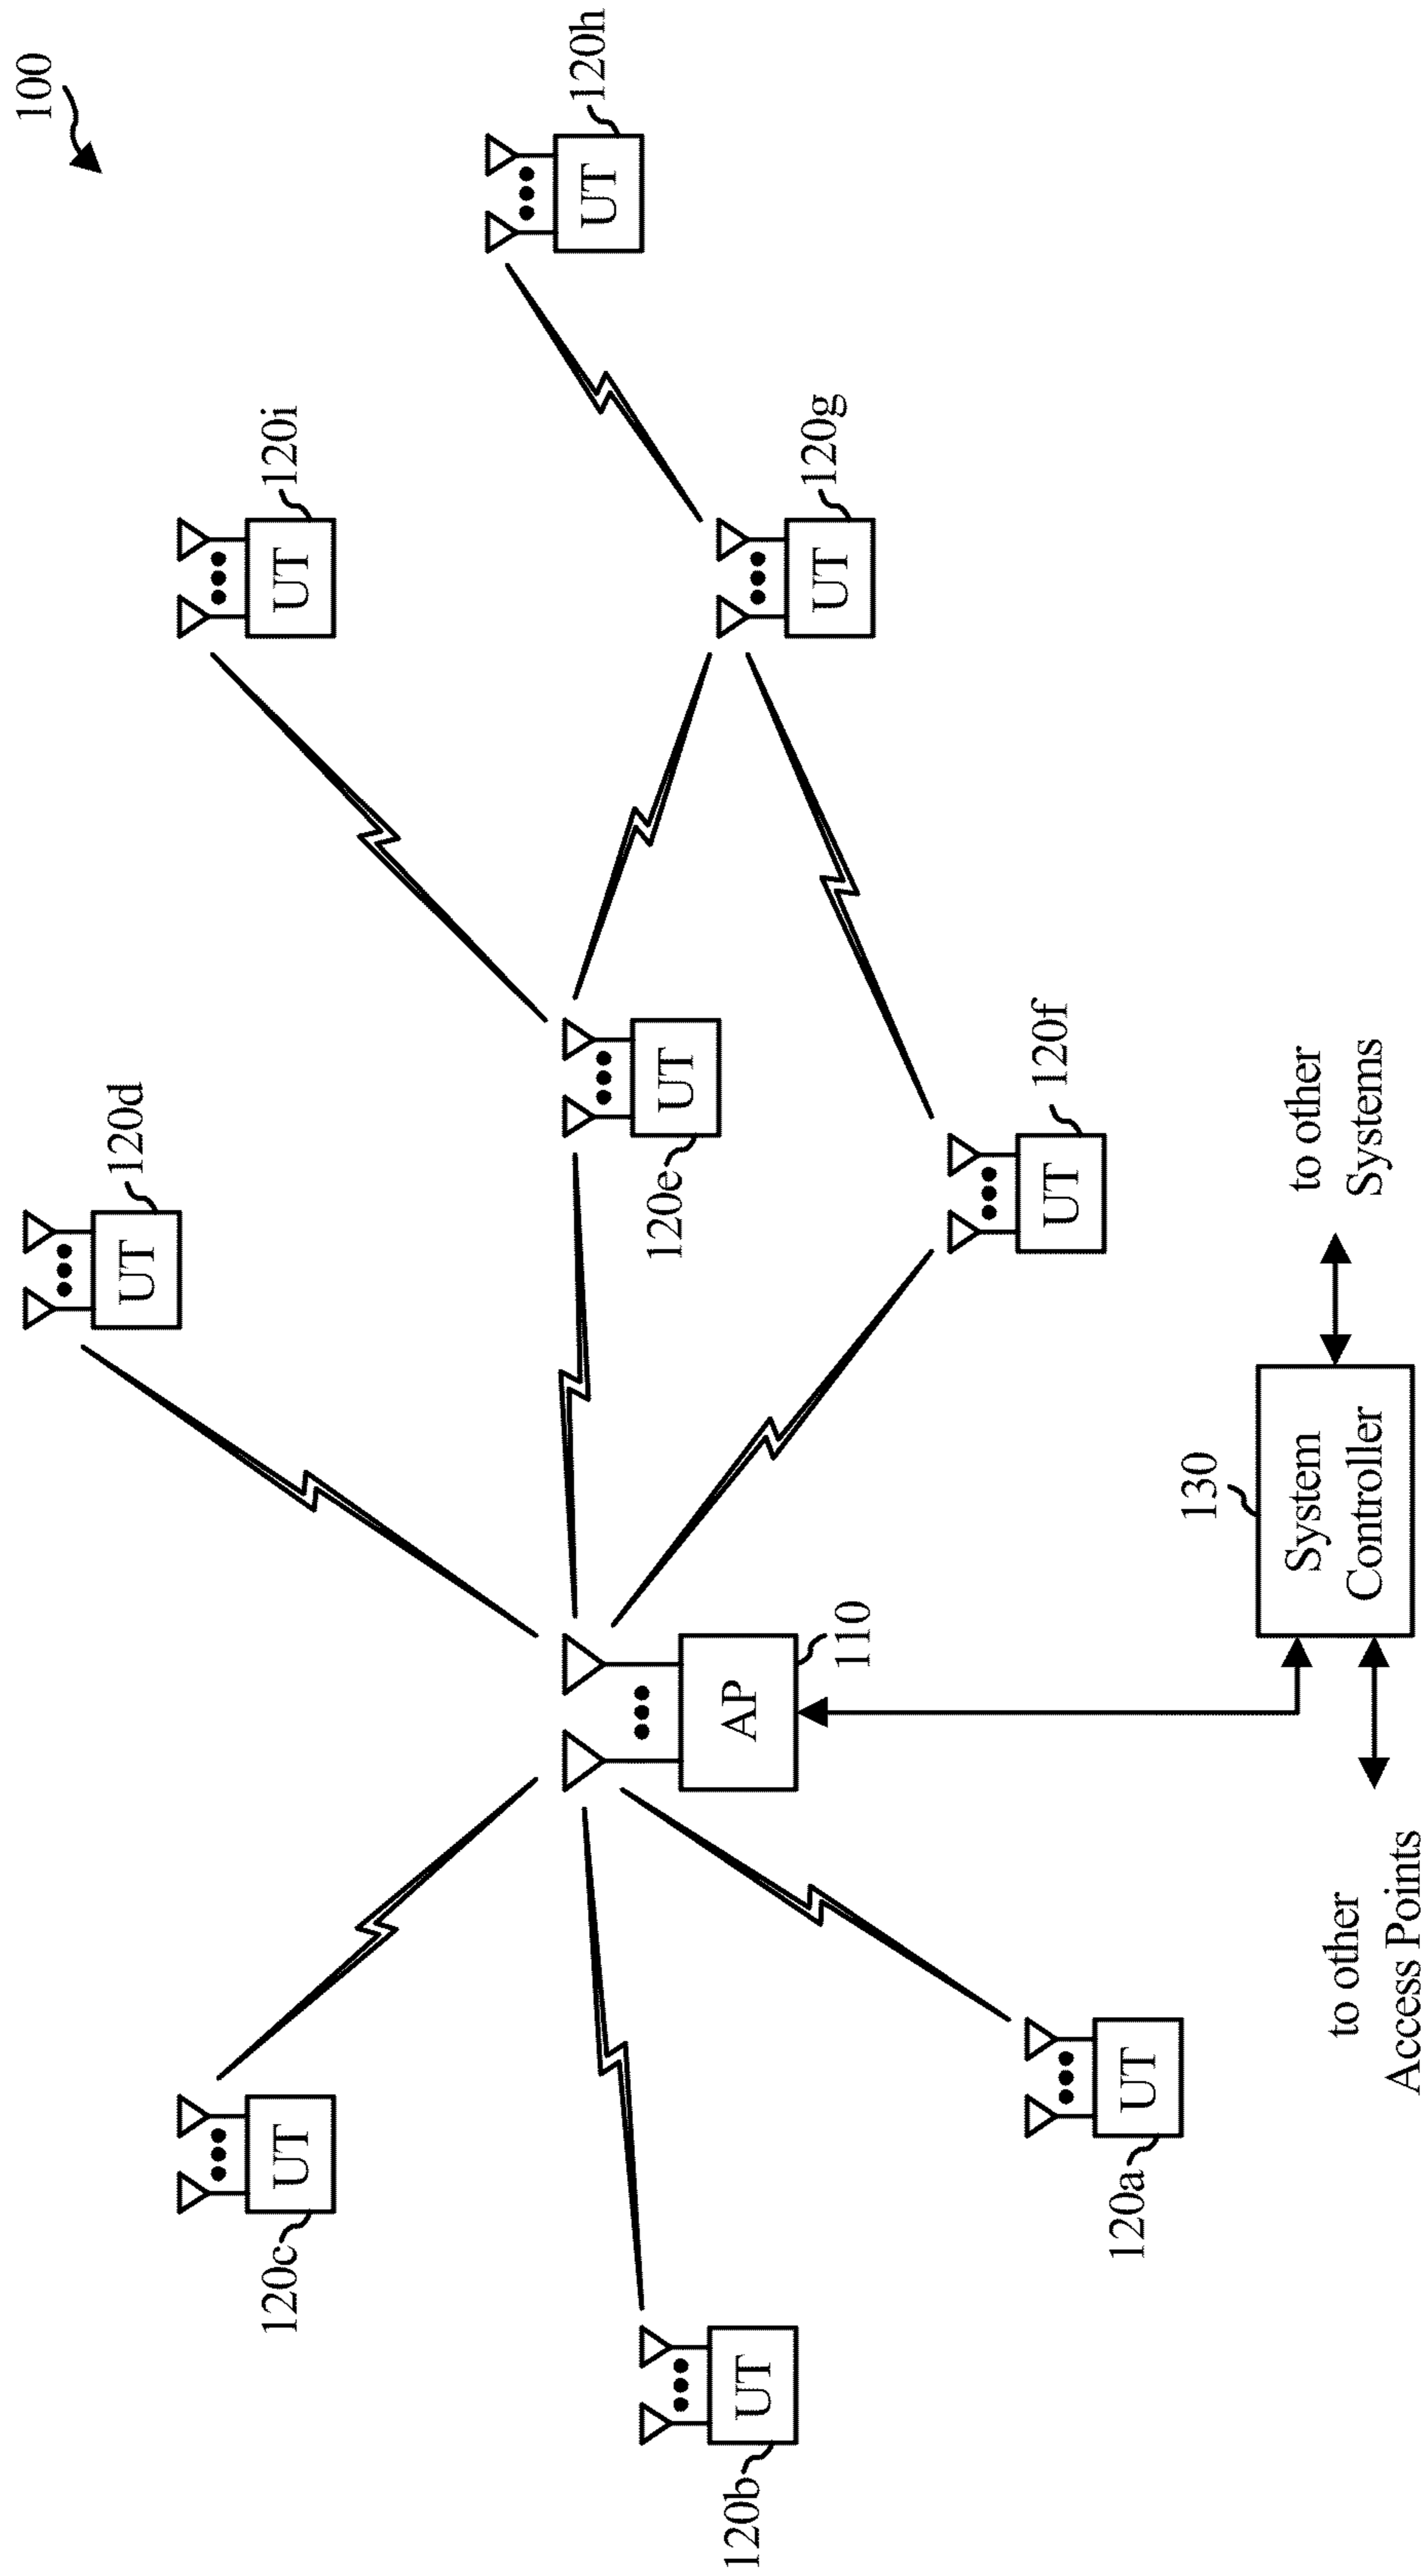 100
UT
120d
UT
120c
UT
120i
UT
120h
UT
120b
AP
110
UT
120e
UT
120g
UT
120a
UT
120f
130
System
Controller
to other
Systems
to other
Access Points